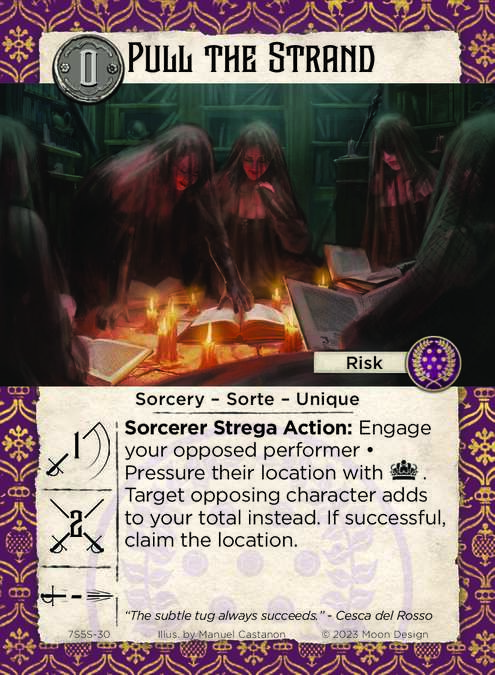 0
PULL THE STRAND
Risk
Sorcery – Sorte – Unique
Sorcerer Strega Action: Engage
your opposed performer •
Pressure their location with .
Target opposing character adds
to your total instead. If successful,
claim the location.
1
2
-
"The subtle tug always succeeds." - Cesca del Rosso
7S5S-30 Illus. by Manuel Castanon © 2023 Moon Design